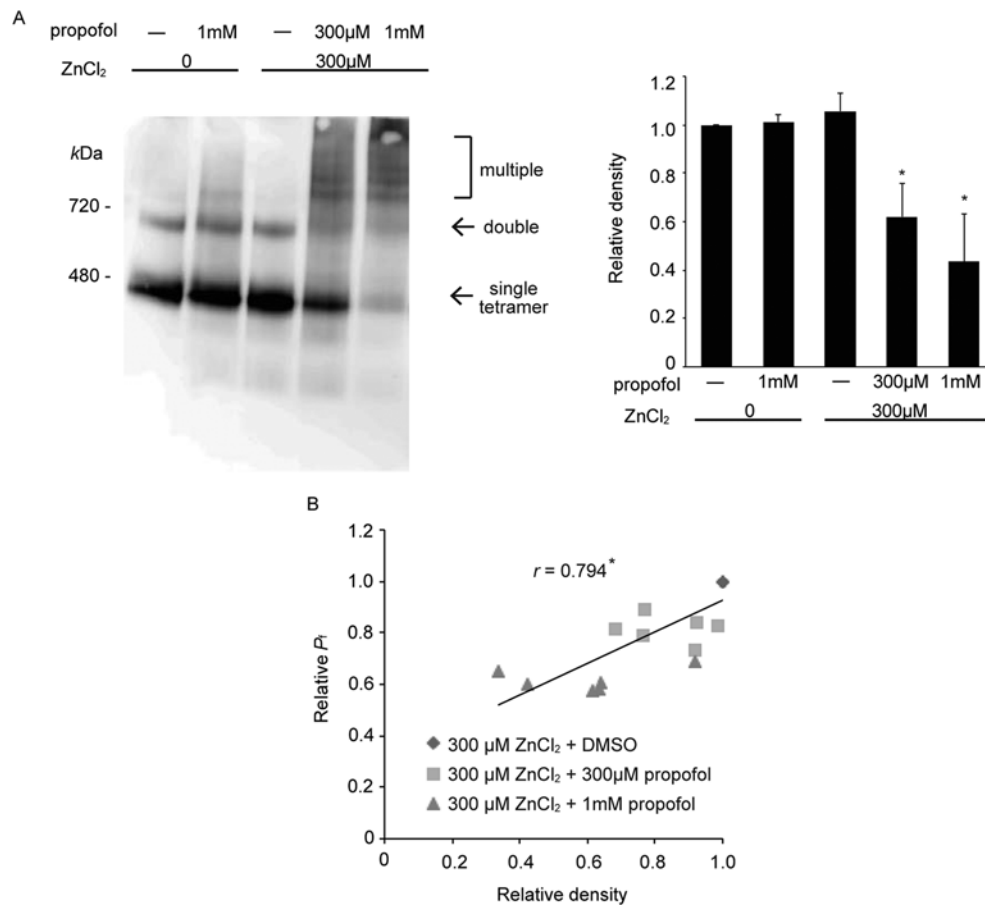 A
propofol — 1mM — 300µM 1mM
ZnCl₂ 0 300µM
kDa
720 -
480 -
multiple
double
single
tetramer
Relative density
1.2
1.0
0.8
0.6
0.4
0.2
0
*
*
propofol — 1mM — 300µM 1mM
ZnCl₂ 0 300µM
B
Relative Pf
1.2
1.0
0.8
0.6
0.4
0.2
0
r = 0.794*
300 µM ZnCl₂ + DMSO
300 µM ZnCl₂ + 300µM propofol
300 µM ZnCl₂ + 1mM propofol
0 0.2 0.4 0.6 0.8 1.0
Relative density